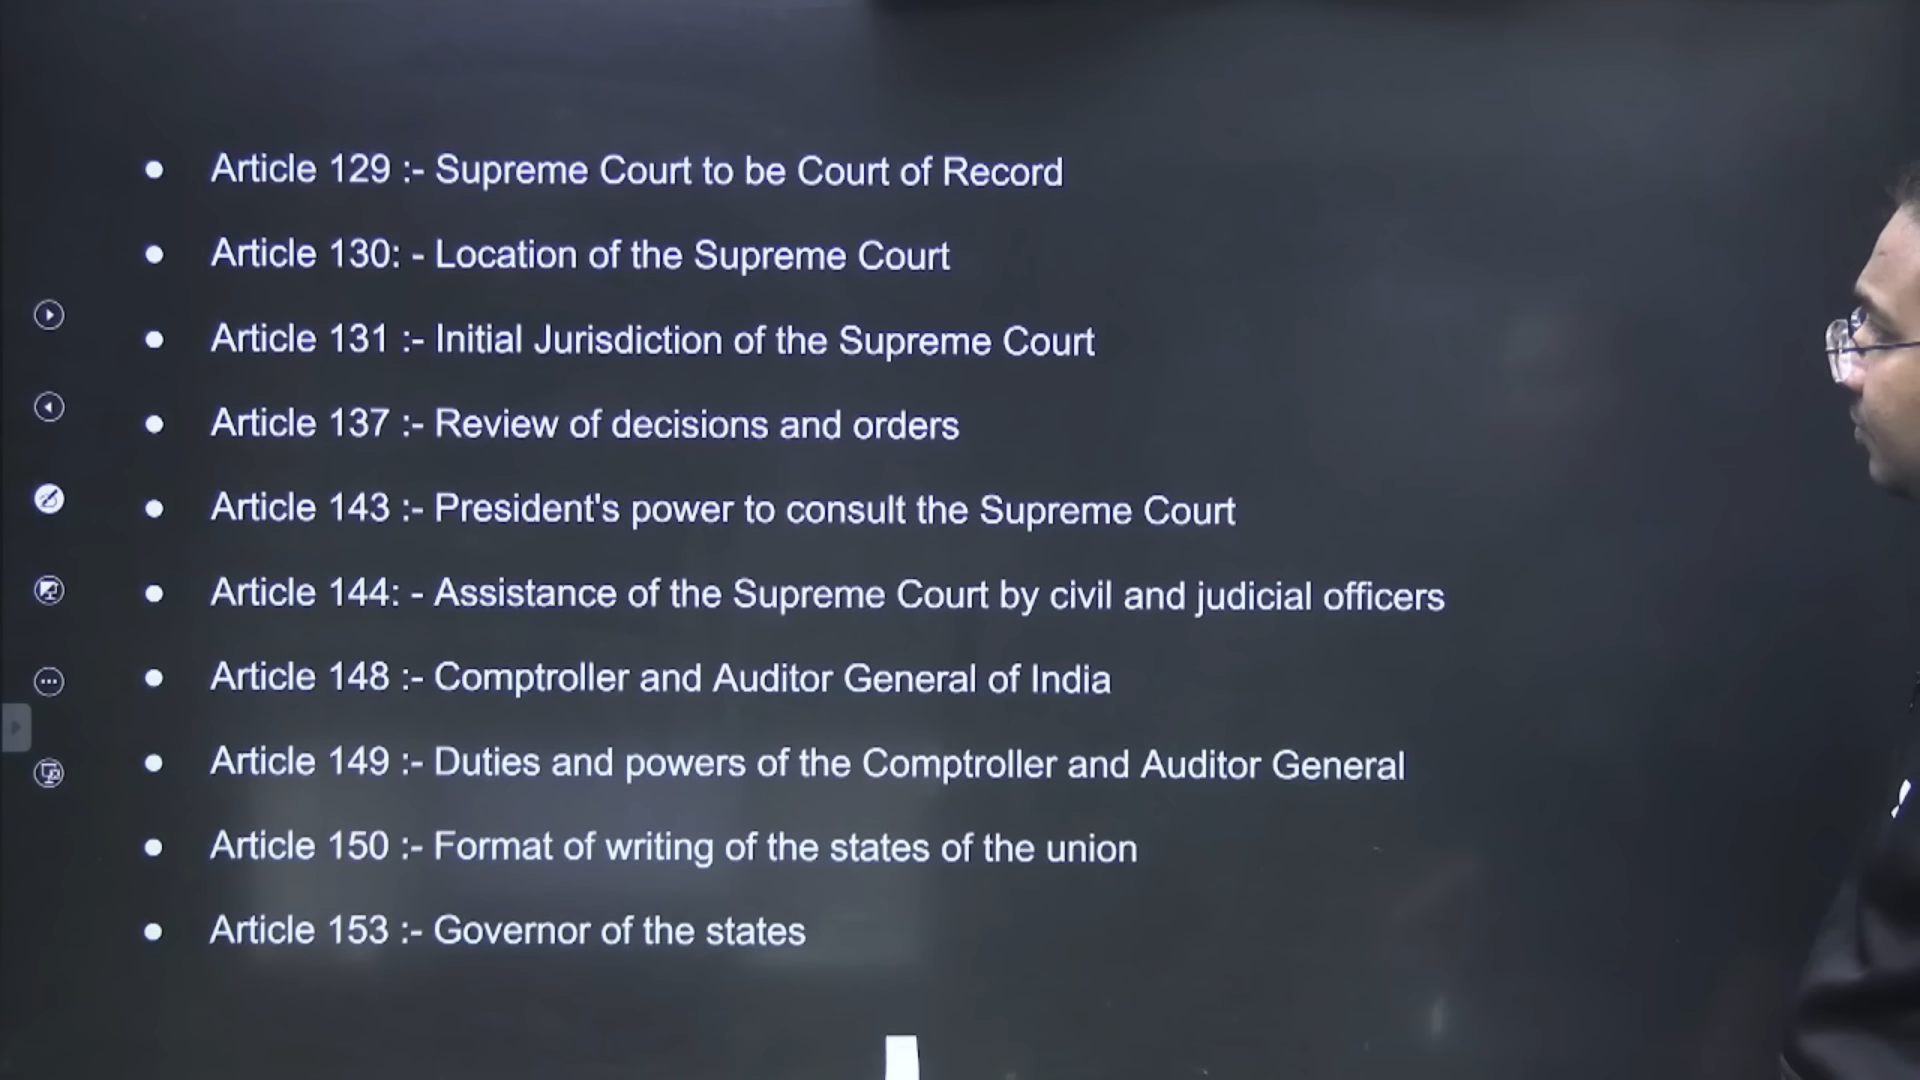 Article 129 :- Supreme Court to be Court of Record
Article 130: - Location of the Supreme Court
Article 131 :- Initial Jurisdiction of the Supreme Court
Article 137 :- Review of decisions and orders
Article 143 :- President's power to consult the Supreme Court
Article 144: - Assistance of the Supreme Court by civil and judicial officers
Article 148 :- Comptroller and Auditor General of India
Article 149 :- Duties and powers of the Comptroller and Auditor General
Article 150 :- Format of writing of the states of the union
Article 153 :- Governor of the states